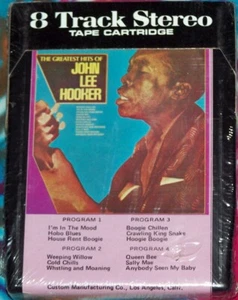 8 Track Stereo
TAPE CARTRIDGE
THE GREATEST HITS OF
JOHN
LEE
HOOKER
PROGRAM 1
I'm In The Mood
Hobo Blues
House Rent Boogie
PROGRAM 2
Weeping Willow
Cold Chills
Whistling and Moaning
PROGRAM 3
Boogie Chillen
Crawling King Snake
Hoogie Boogie
PROGRAM 4
Queen Bee
Sally Mae
Anybody Seen My Baby
Custom Manufacturing Co., Los Angeles, Calif.